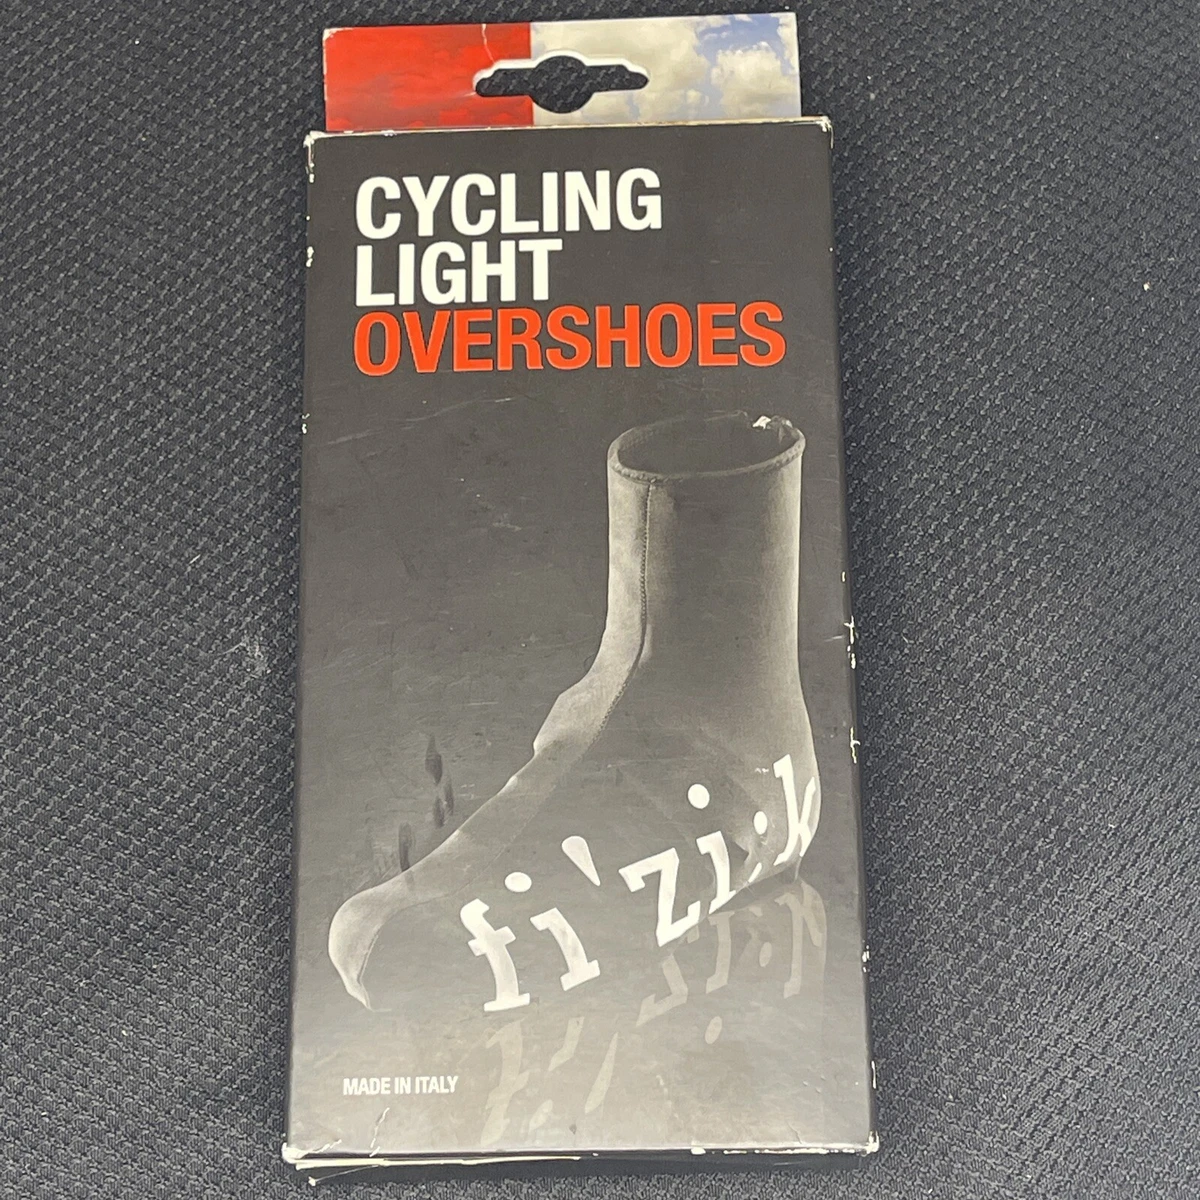 CYCLING
LIGHT
OVERSHOES
fi'zi:k
MADE IN ITALY